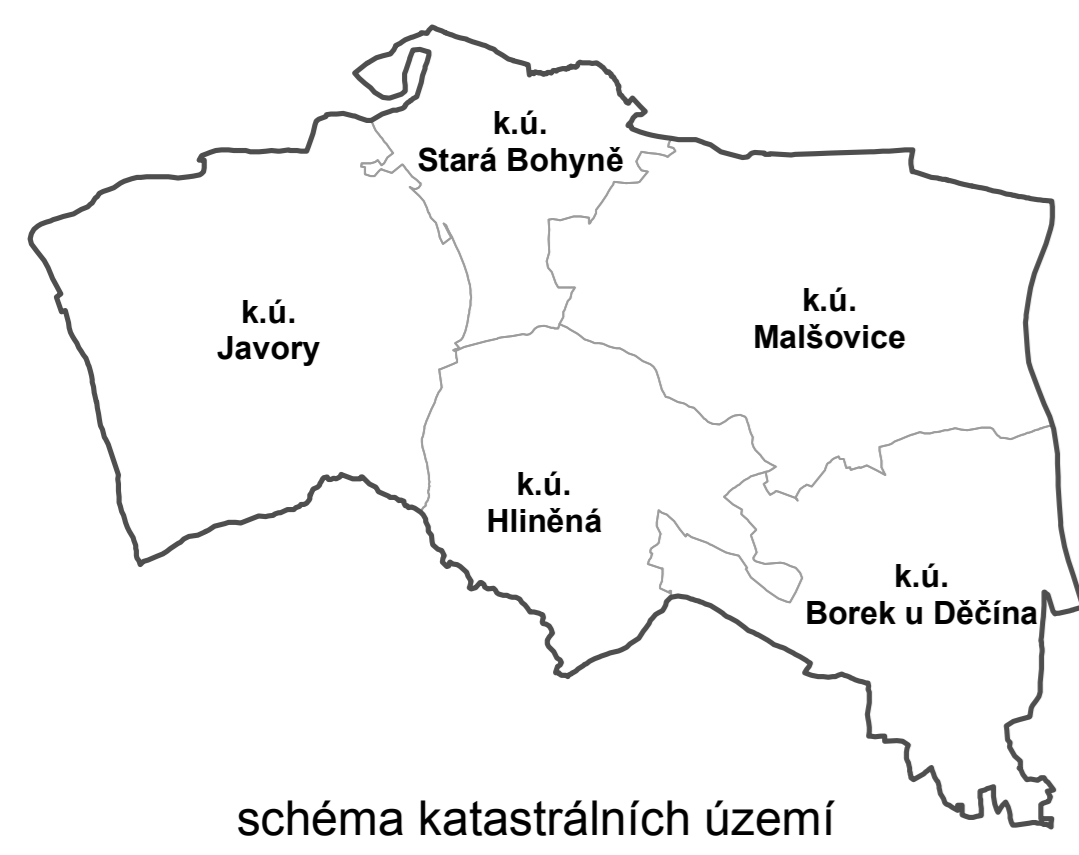 k.ú.
Stará Bohyně
k.ú.
Javory
k.ú.
Malšovice
k.ú.
Hliněná
k.ú.
Borek u Děčína
schéma katastrálních území